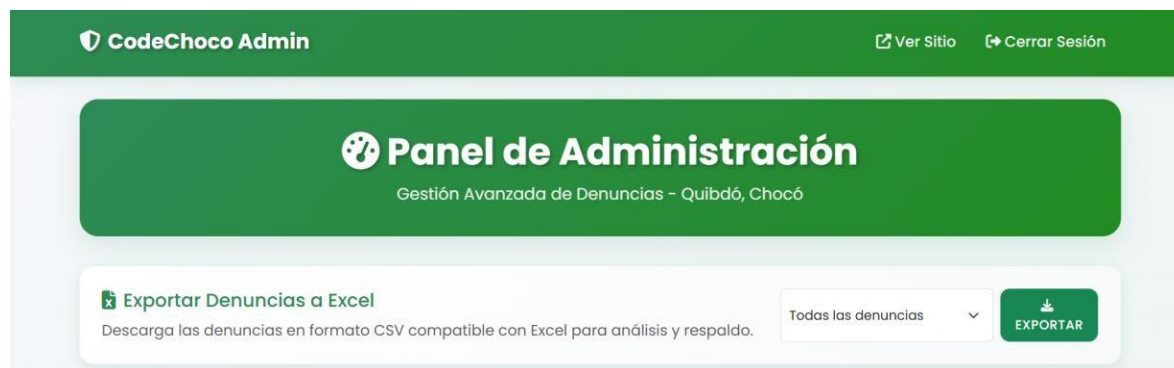 CodeChoco Admin
Ver Sitio
Cerrar Sesión
Panel de Administración
Gestión Avanzada de Denuncias - Quibdó, Chocó
Exportar Denuncias a Excel
Descarga las denuncias en formato CSV compatible con Excel para análisis y respaldo.
Todas las denuncias
EXPORTAR